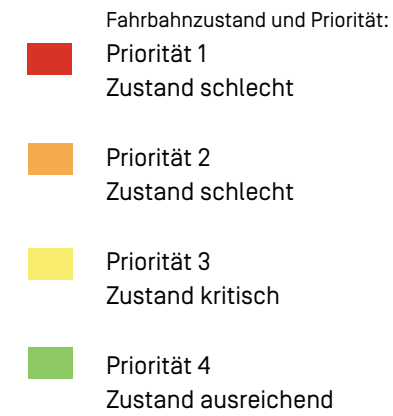 Fahrbahnzustand und Priorität:
Priorität 1
Zustand schlecht
Priorität 2
Zustand schlecht
Priorität 3
Zustand kritisch
Priorität 4
Zustand ausreichend